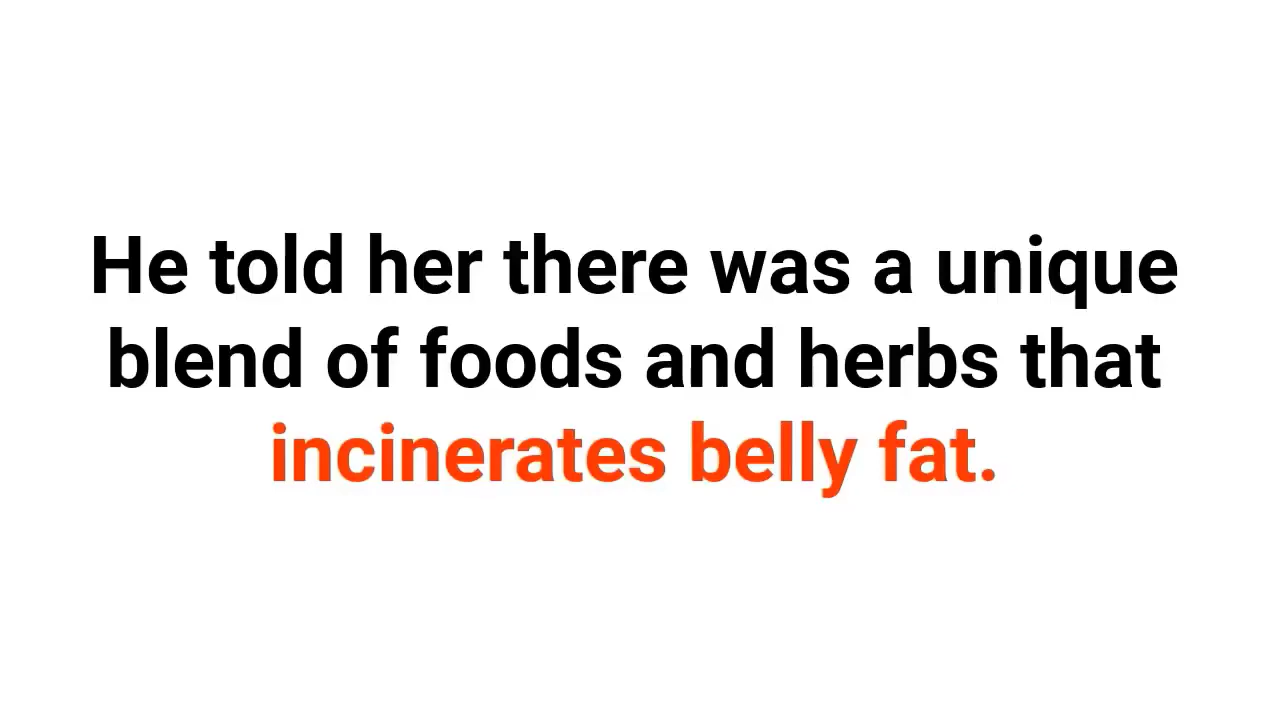 He told her there was a unique
blend of foods and herbs that
incinerates belly fat.